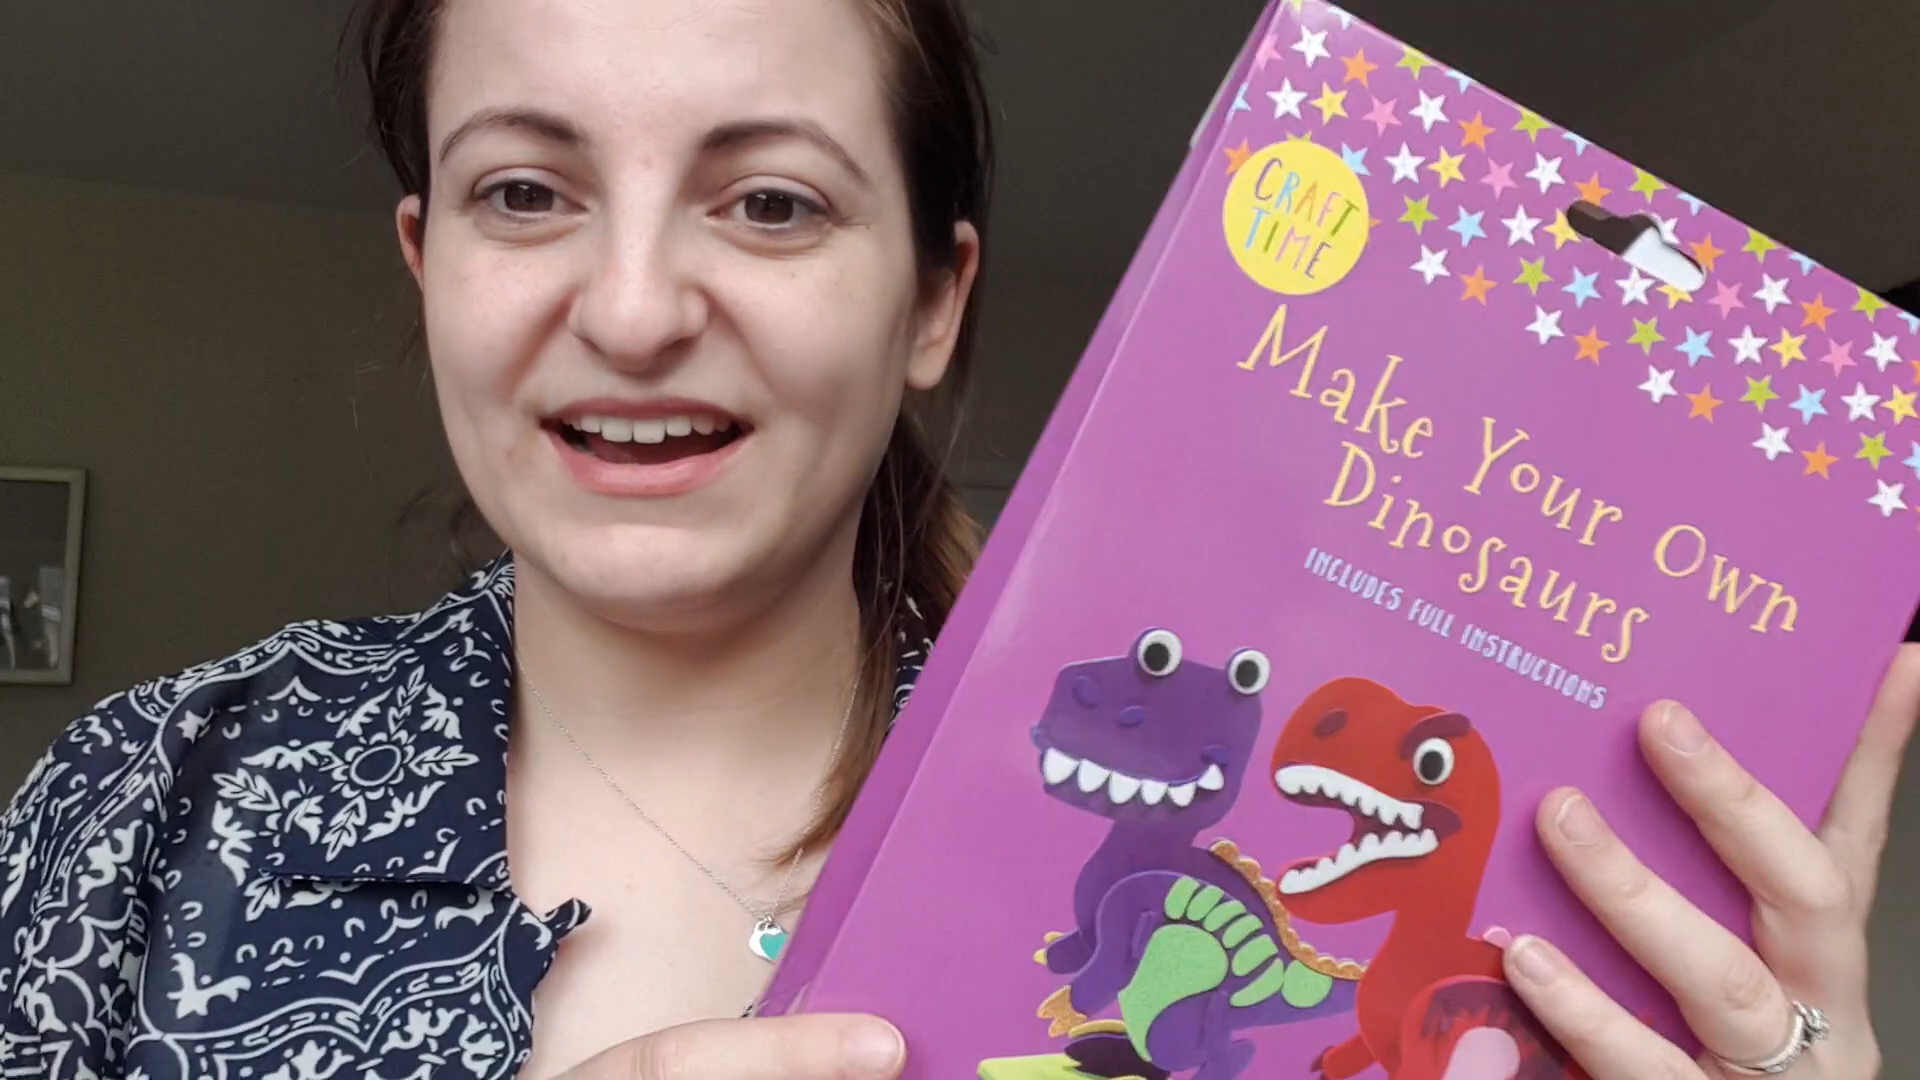 CRAFT
TIME
Make Your Own
Dinosaurs
INCLUDES FULL INSTRUCTIONS